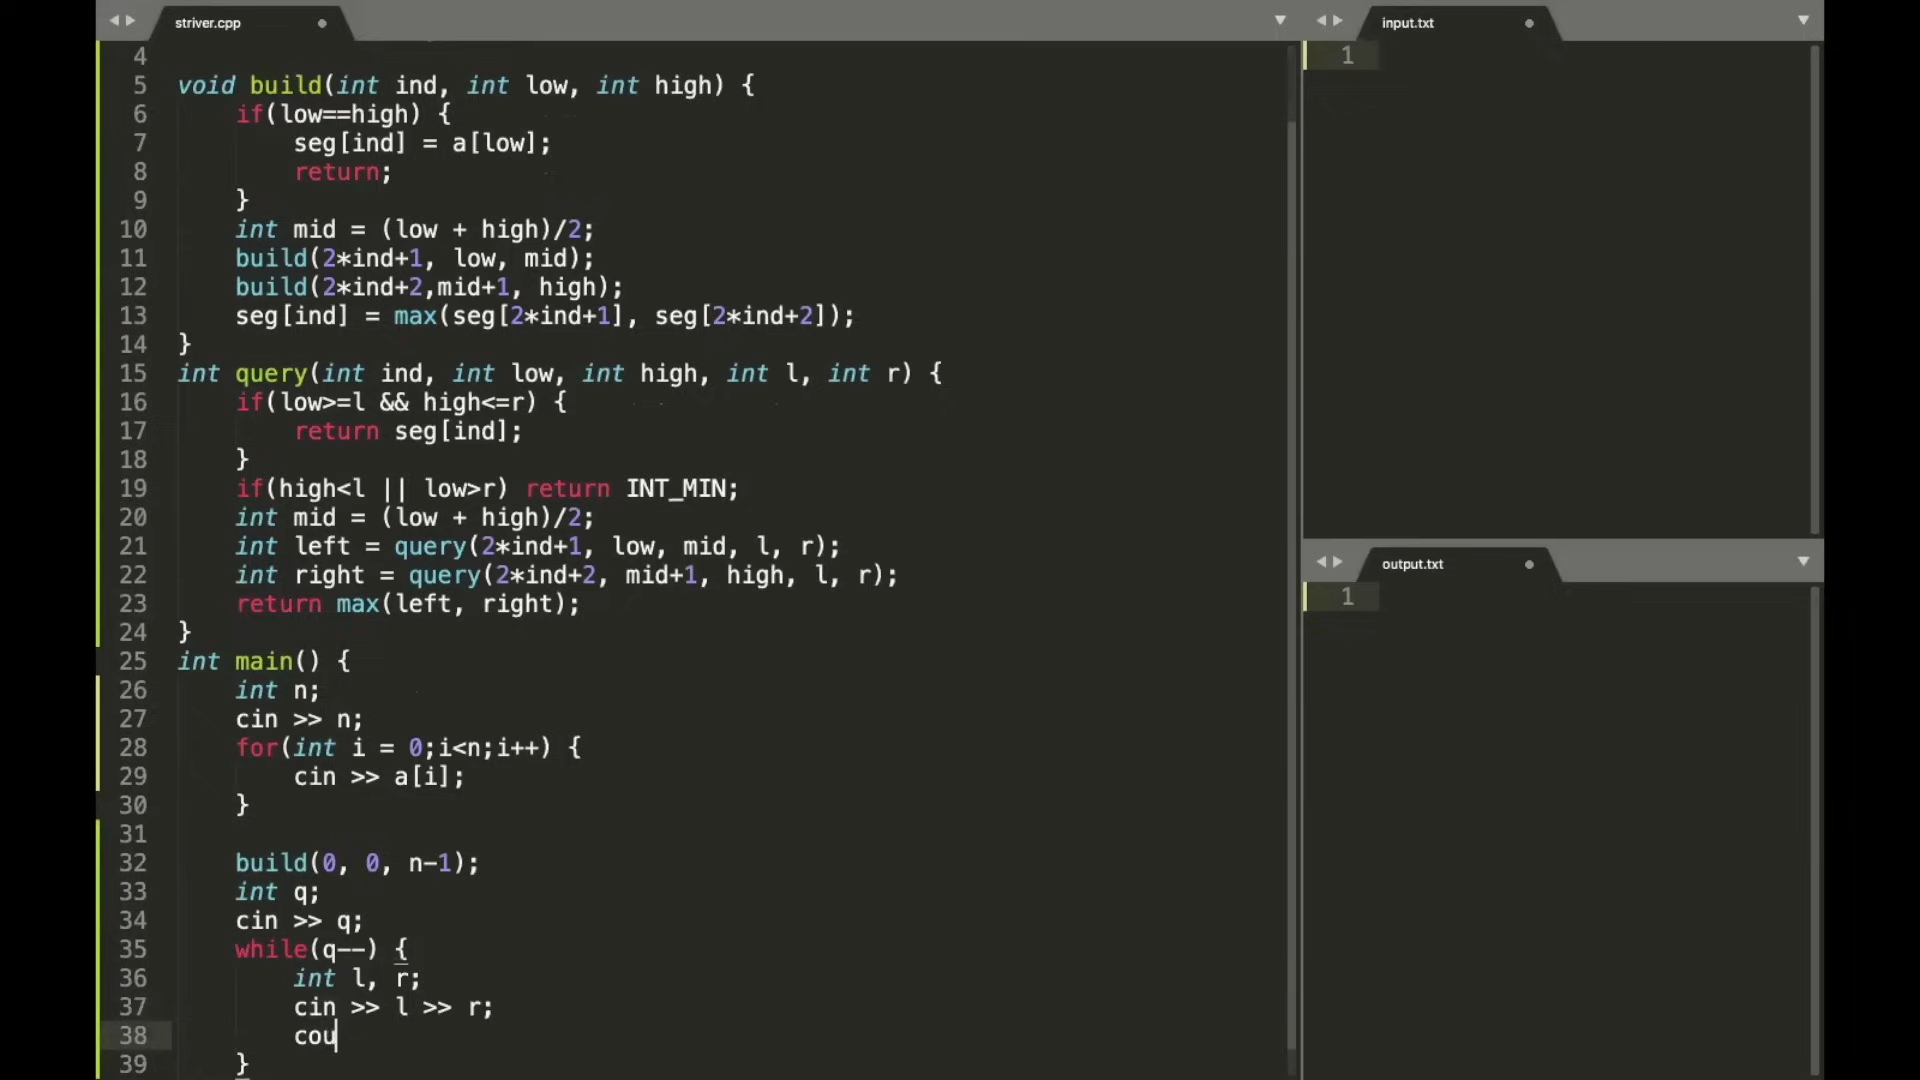 striver.cpp
4
5 void build(int ind, int low, int high) {
6     if(low==high) {
7         seg[ind] = a[low];
8         return;
9     }
10     int mid = (low + high)/2;
11     build(2*ind+1, low, mid);
12     build(2*ind+2,mid+1, high);
13     seg[ind] = max(seg[2*ind+1], seg[2*ind+2]);
14 }
15 int query(int ind, int low, int high, int l, int r) {
16     if(low>=l && high<=r) {
17         return seg[ind];
18     }
19     if(high<l || low>r) return INT_MIN;
20     int mid = (low + high)/2;
21     int left = query(2*ind+1, low, mid, l, r);
22     int right = query(2*ind+2, mid+1, high, l, r);
23     return max(left, right);
24 }
25 int main() {
26     int n;
27     cin >> n;
28     for(int i = 0;i<n;i++) {
29         cin >> a[i];
30     }
31
32     build(0, 0, n-1);
33     int q;
34     cin >> q;
35     while(q--) {
36         int l, r;
37         cin >> l >> r;
38         cou
39     }
input.txt
1
output.txt
1